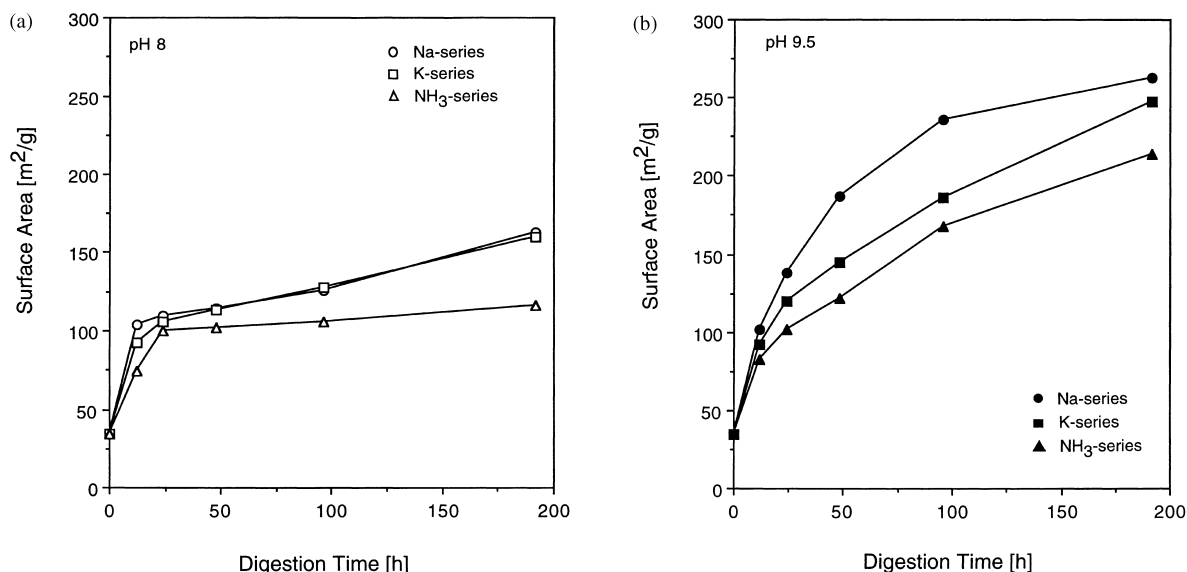 (a)
300
250
200
150
100
50
0
Surface Area [m²/g]
pH 8
Na-series
K-series
NH₃-series
0 50 100 150 200
Digestion Time [h]
(b)
300
250
200
150
100
50
0
Surface Area [m²/g]
pH 9.5
Na-series
K-series
NH₃-series
0 50 100 150 200
Digestion Time [h]